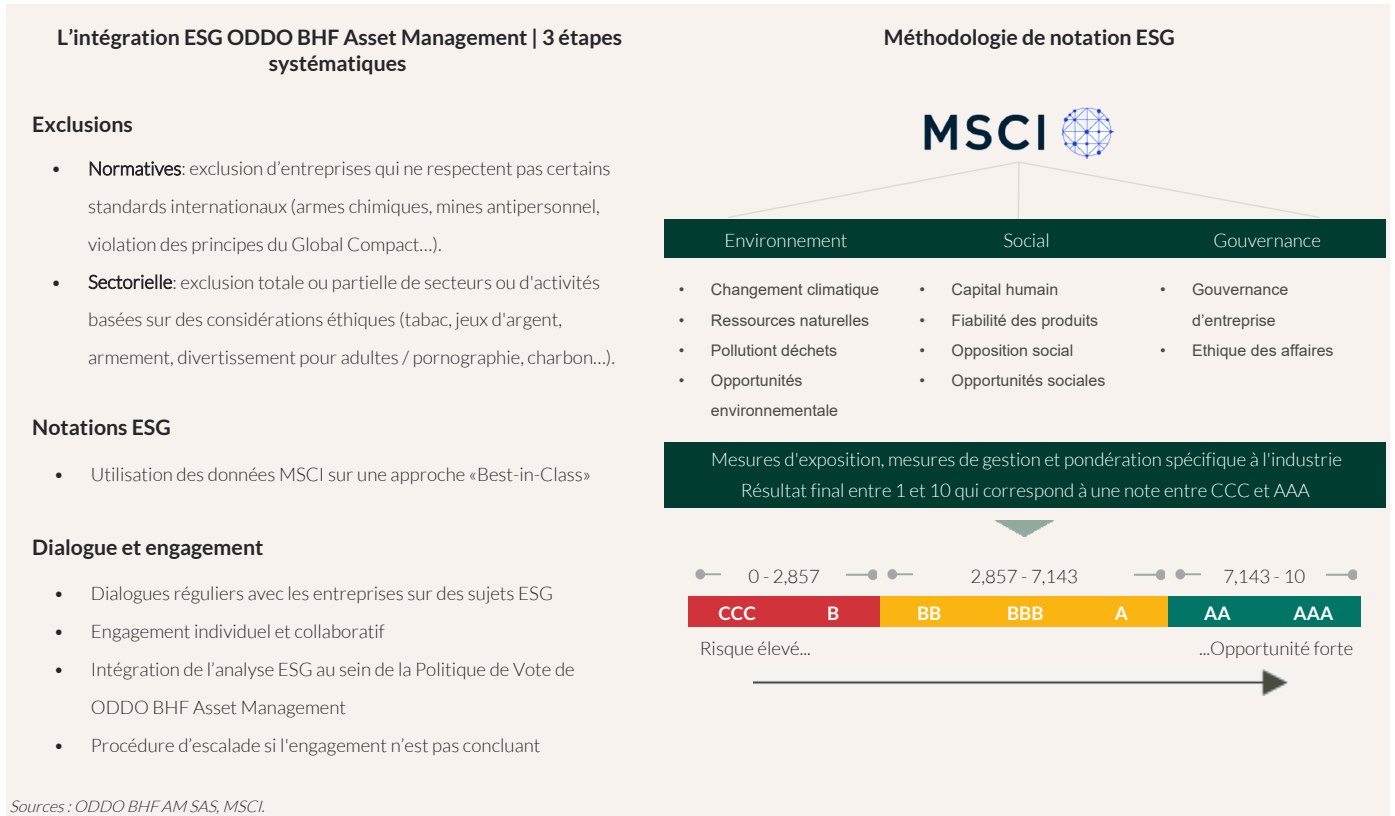 L'intégration ESG ODDO BHF Asset Management | 3 étapes
systématiques
Exclusions
• Normatives: exclusion d'entreprises qui ne respectent pas certains
standards internationaux (armes chimiques, mines antipersonnel,
violation des principes du Global Compact…).
• Sectorielle: exclusion totale ou partielle de secteurs ou d'activités
basées sur des considérations éthiques (tabac, jeux d'argent,
armement, divertissement pour adultes / pornographie, charbon…).
Notations ESG
• Utilisation des données MSCI sur une approche «Best-in-Class»
Dialogue et engagement
• Dialogues réguliers avec les entreprises sur des sujets ESG
• Engagement individuel et collaboratif
• Intégration de l'analyse ESG au sein de la Politique de Vote de
ODDO BHF Asset Management
• Procédure d'escalade si l'engagement n'est pas concluant
Méthodologie de notation ESG
MSCI
Environnement Social Gouvernance
• Changement climatique
• Ressources naturelles
• Pollutiont déchets
• Opportunités
environnementale
• Capital humain
• Fiabilité des produits
• Opposition social
• Opportunités sociales
• Gouvernance
d'entreprise
• Ethique des affaires
Mesures d'exposition, mesures de gestion et pondération spécifique à l'industrie
Résultat final entre 1 et 10 qui correspond à une note entre CCC et AAA
0 - 2,857 2,857 - 7,143 7,143 - 10
CCC B BB BBB A AA AAA
Risque élevé... ...Opportunité forte
Sources : ODDO BHF AM SAS, MSCI.